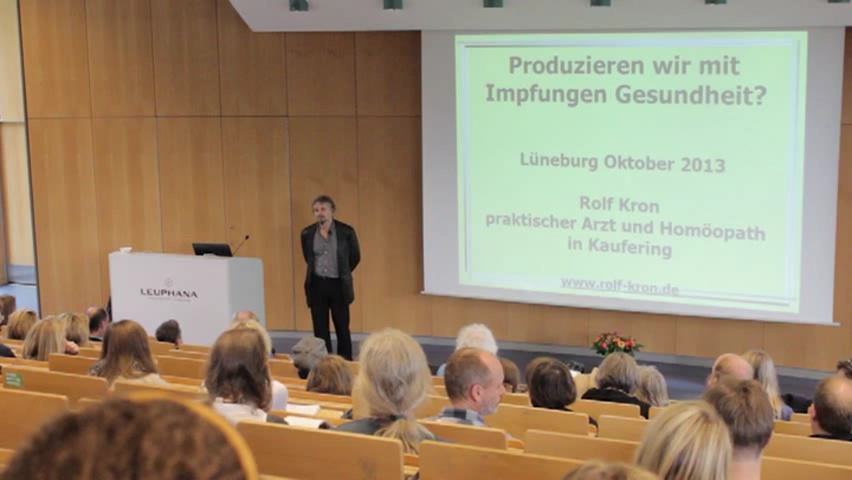 Produzieren wir mit
Impfungen Gesundheit?
Lüneburg Oktober 2013
Rolf Kron
praktischer Arzt und Homöopath
in Kaufering
www.rolf-kron.de
LEUPHANA